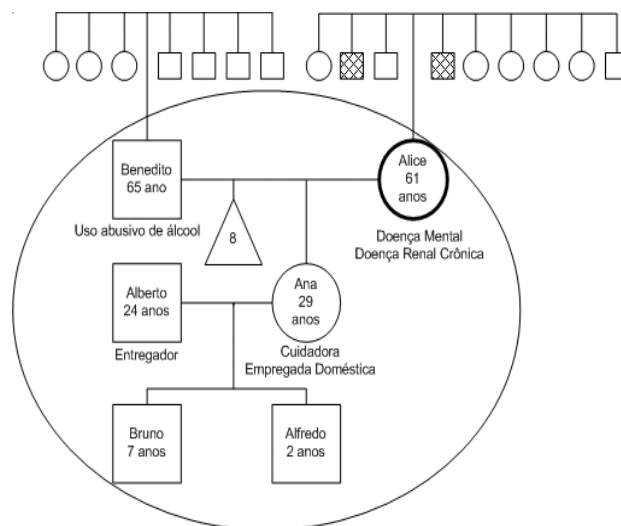 Benedito
65 ano
Uso abusivo de álcool
Alice
61
anos
Doença Mental
Doença Renal Crônica
8
Alberto
24 anos
Entregador
Ana
29
anos
Cuidadora
Empregada Doméstica
Bruno
7 anos
Alfredo
2 anos